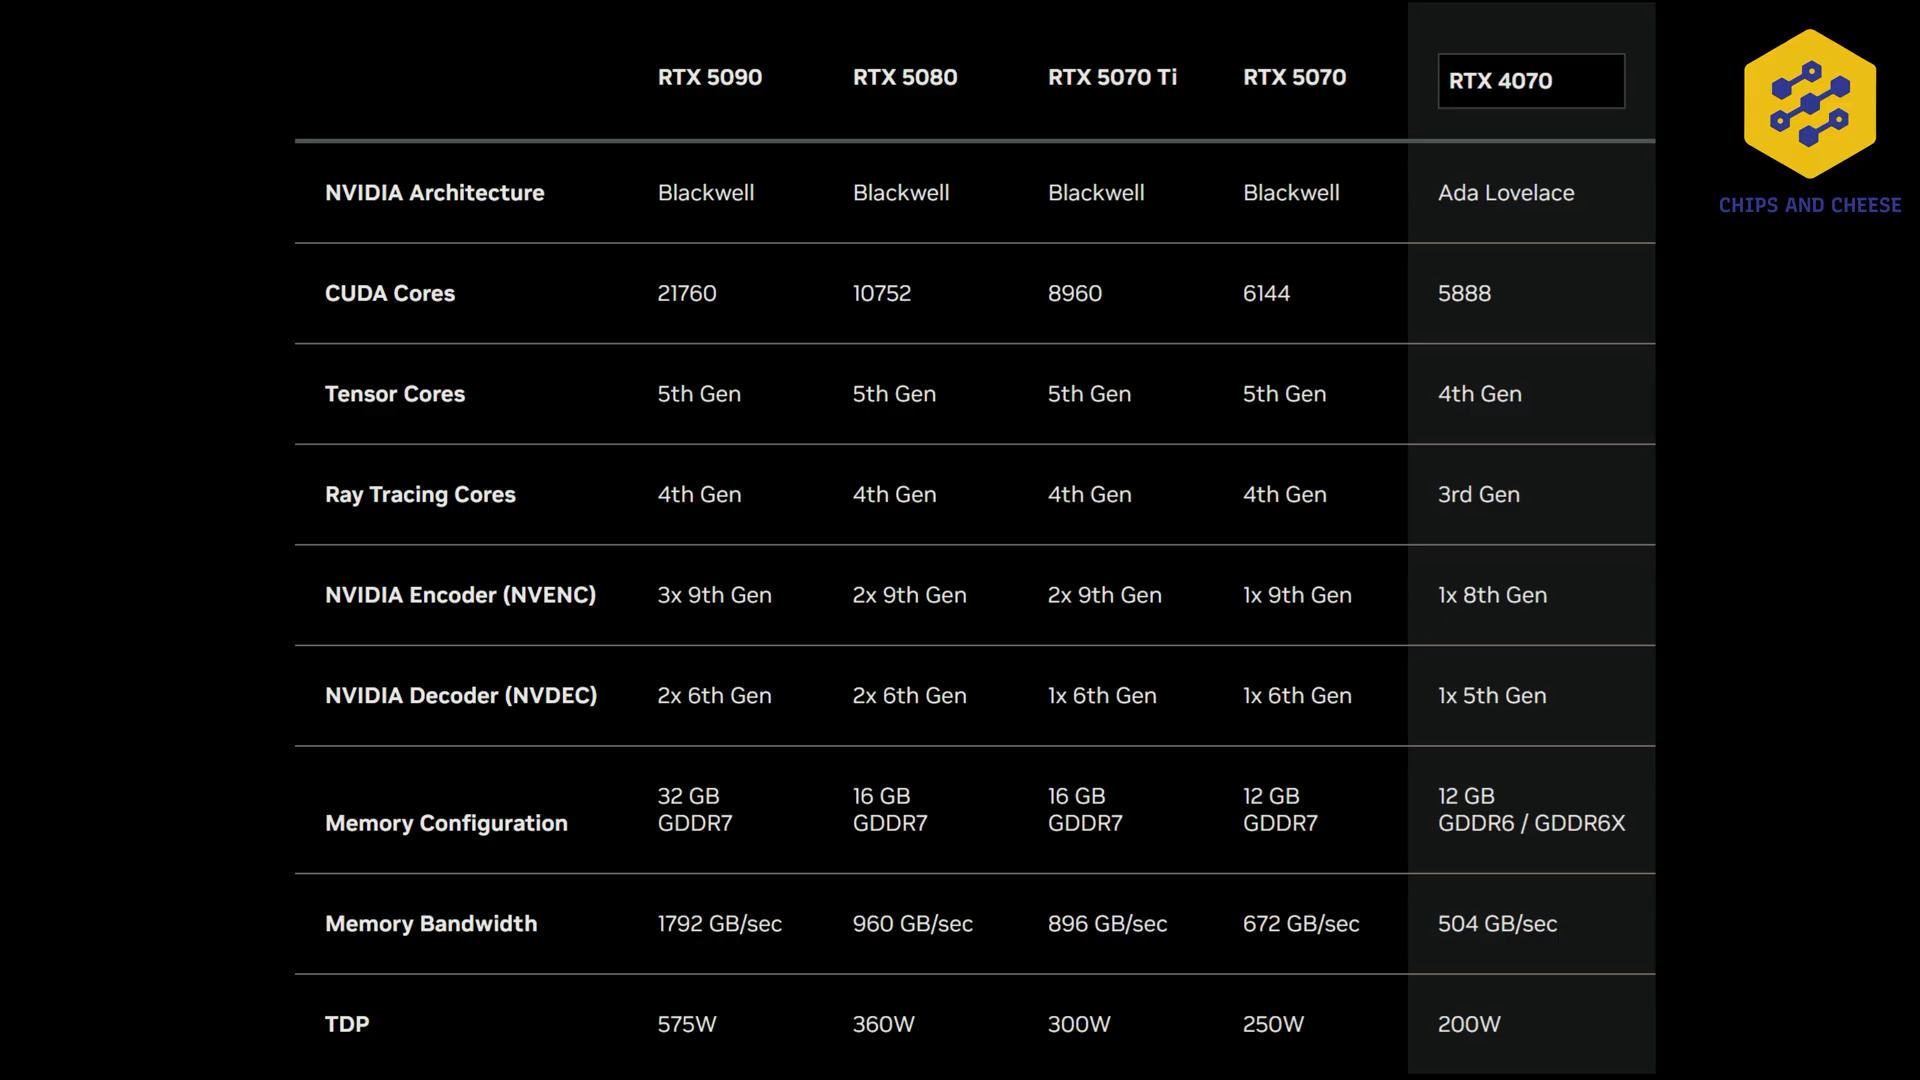 RTX 5090 RTX 5080 RTX 5070 Ti RTX 5070 RTX 4070
CHIPS AND CHEESE
NVIDIA Architecture Blackwell Blackwell Blackwell Blackwell Ada Lovelace
CUDA Cores 21760 10752 8960 6144 5888
Tensor Cores 5th Gen 5th Gen 5th Gen 5th Gen 4th Gen
Ray Tracing Cores 4th Gen 4th Gen 4th Gen 4th Gen 3rd Gen
NVIDIA Encoder (NVENC) 3x 9th Gen 2x 9th Gen 2x 9th Gen 1x 9th Gen 1x 8th Gen
NVIDIA Decoder (NVDEC) 2x 6th Gen 2x 6th Gen 1x 6th Gen 1x 6th Gen 1x 5th Gen
32 GB 16 GB 16 GB 12 GB 12 GB
Memory Configuration GDDR7 GDDR7 GDDR7 GDDR7 GDDR6 / GDDR6X
Memory Bandwidth 1792 GB/sec 960 GB/sec 896 GB/sec 672 GB/sec 504 GB/sec
TDP 575W 360W 300W 250W 200W